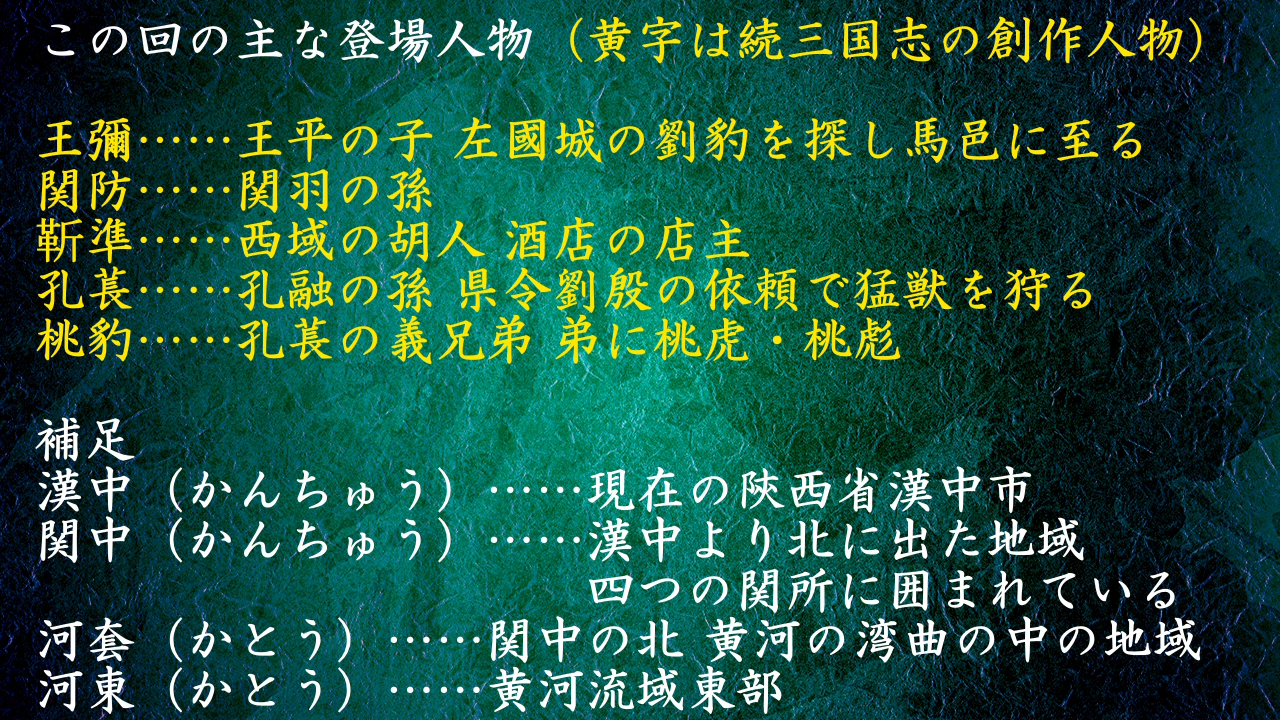 この回の主な登場人物（黄字は続三国志の創作人物）
王彌……王平の子 左國城の劉豹を探し馬邑に至る
関防……関羽の孫
靳準……西域の胡人 酒店の店主
孔萇……孔融の孫 県令劉殷の依頼で猛獣を狩る
桃豹……孔萇の義兄弟 弟に桃虎・桃彪
補足
漢中（かんちゅう）……現在の陝西省漢中市
関中（かんちゅう）……漢中より北に出た地域
四つの関所に囲まれている
河套（かとう）……関中の北 黄河の湾曲の中の地域
河東（かとう）……黄河流域東部